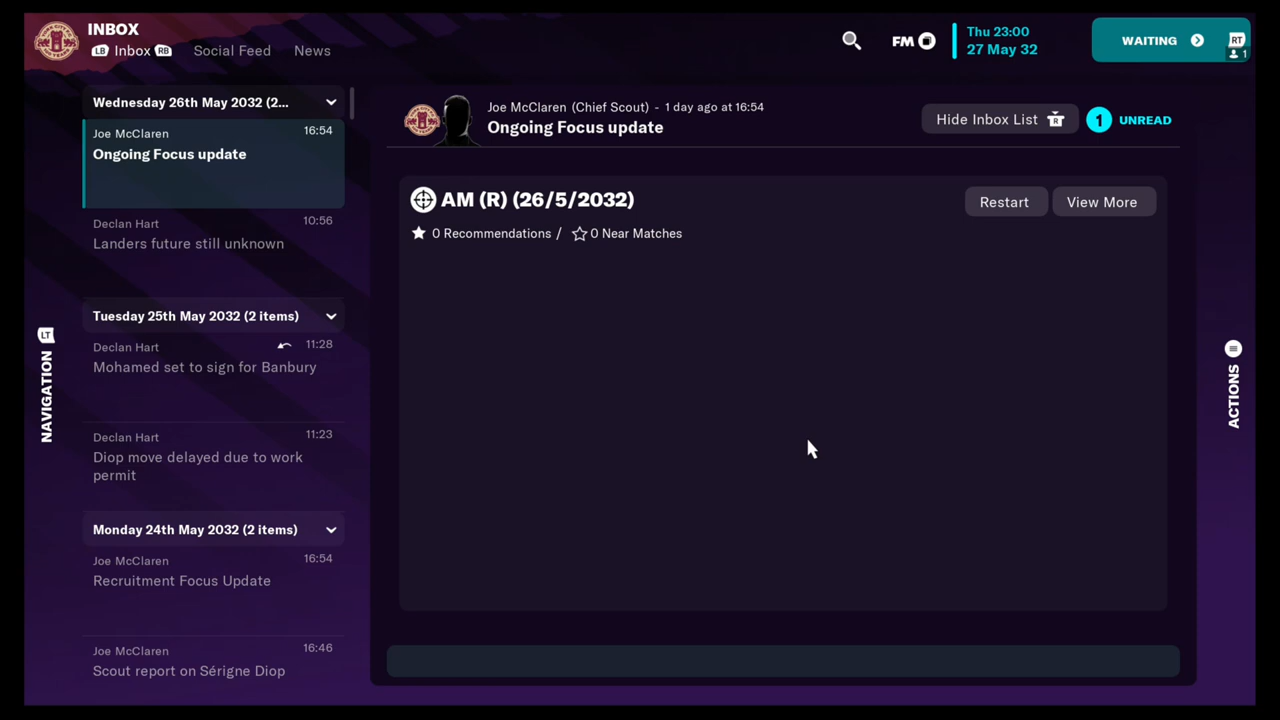 INBOX
LB Inbox RB Social Feed News
FM
Thu 23:00
27 May 32
WAITING RT
1
Wednesday 26th May 2032 (2...
Joe McClaren 16:54
Ongoing Focus update
Declan Hart 10:56
Landers future still unknown
Tuesday 25th May 2032 (2 items)
Declan Hart 11:28
Mohamed set to sign for Banbury
Declan Hart 11:23
Diop move delayed due to work
permit
Monday 24th May 2032 (2 items)
Joe McClaren 16:54
Recruitment Focus Update
Joe McClaren 16:46
Scout report on Sérigne Diop
Joe McClaren (Chief Scout) - 1 day ago at 16:54
Ongoing Focus update
Hide Inbox List R
1 UNREAD
AM (R) (26/5/2032)
Restart View More
0 Recommendations / 0 Near Matches
LT
NAVIGATION
ACTIONS